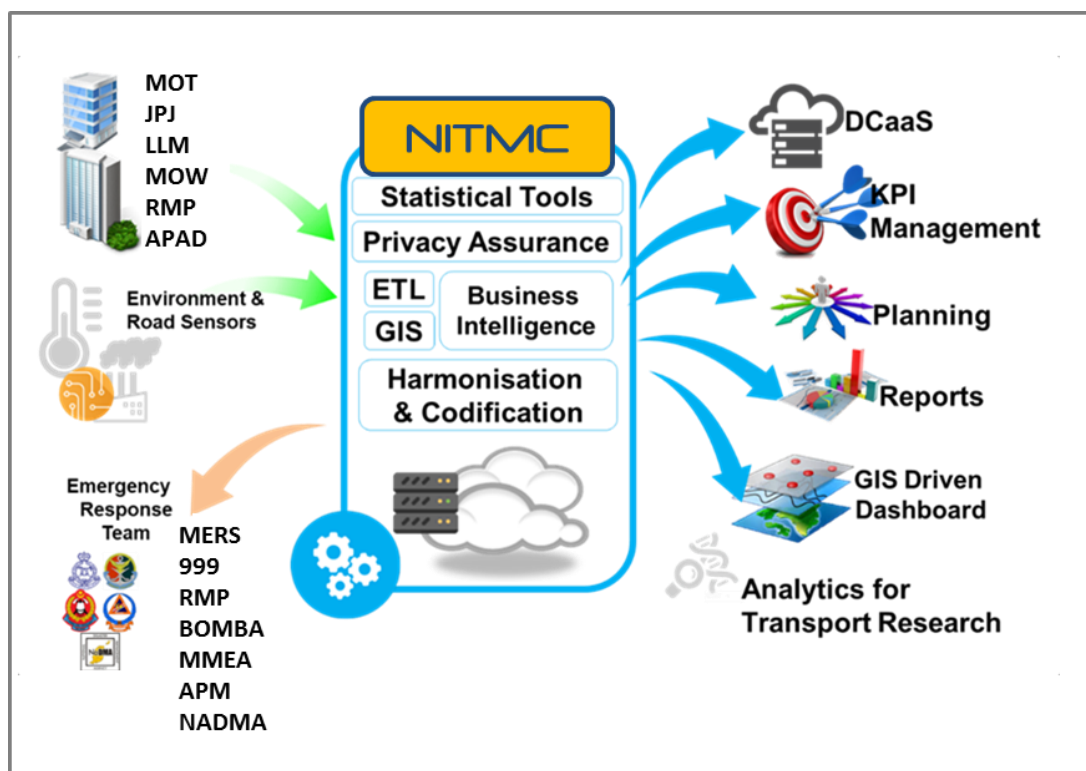 MOT
JPJ
LLM
MOW
RMP
APAD
Environment &
Road Sensors
Emergency
Response
Team
MERS
999
RMP
BOMBA
MMEA
APM
NADMA
NITMC
Statistical Tools
Privacy Assurance
ETL
GIS
Business
Intelligence
Harmonisation
& Codification
DCaaS
KPI
Management
Planning
Reports
GIS Driven
Dashboard
Analytics for
Transport Research